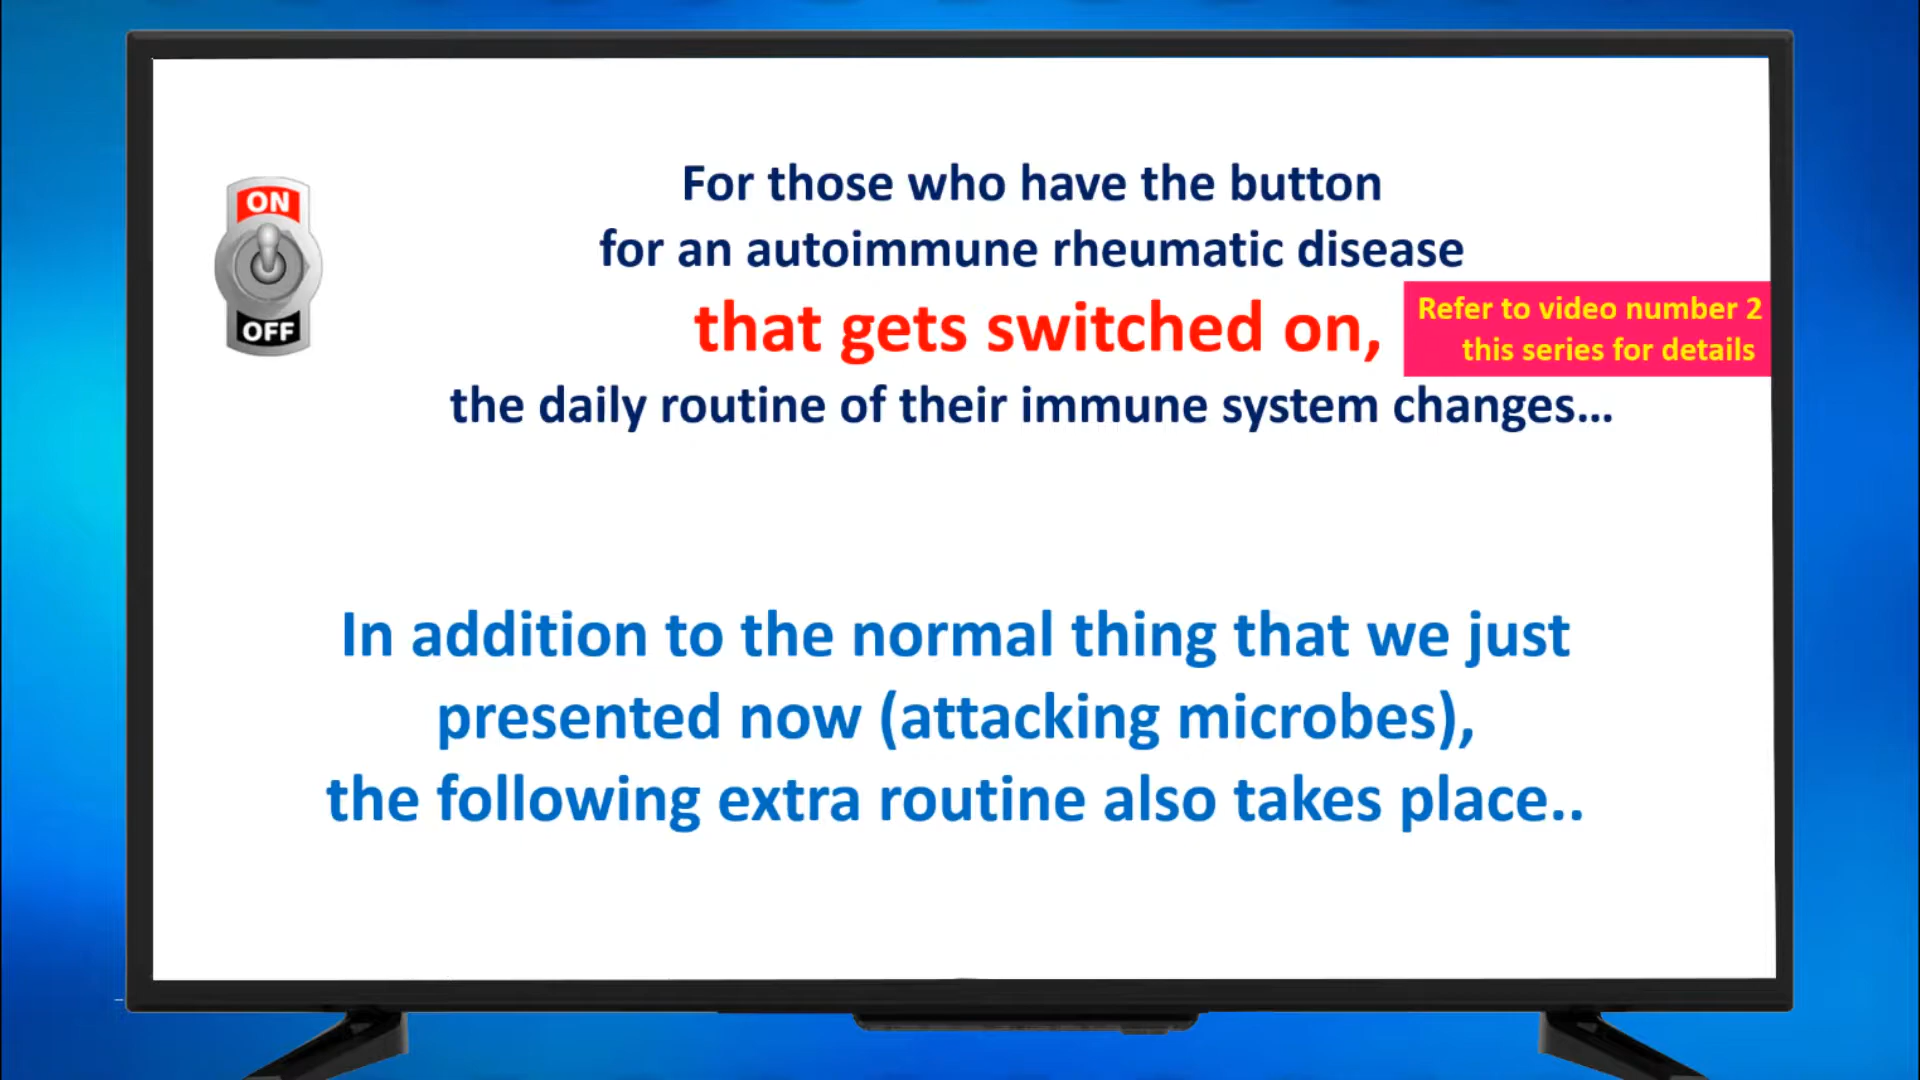 ON
OFF
For those who have the button
for an autoimmune rheumatic disease
that gets switched on,
Refer to video number 2
this series for details
the daily routine of their immune system changes...
In addition to the normal thing that we just
presented now (attacking microbes),
the following extra routine also takes place..